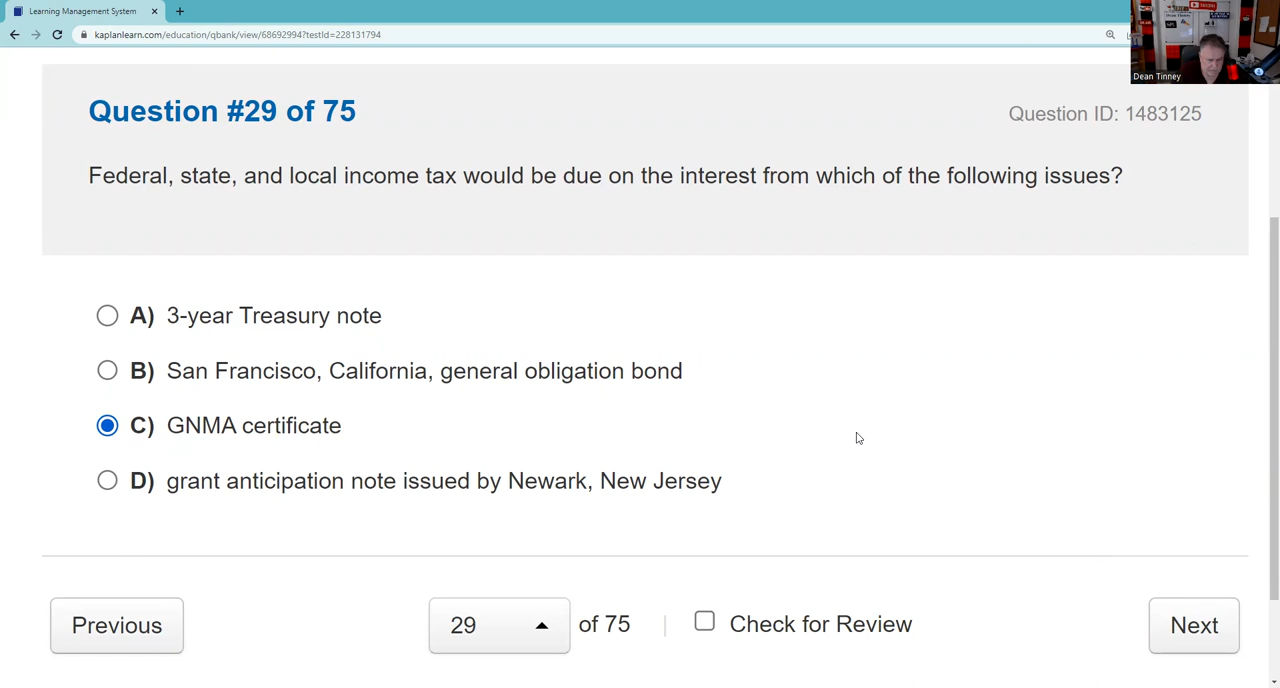 Learning Management System
kaplanlearn.com/education/qbank/view/68692994?testId=228131794
Dean Tinney
Question #29 of 75
Question ID: 1483125
Federal, state, and local income tax would be due on the interest from which of the following issues?
A) 3-year Treasury note
B) San Francisco, California, general obligation bond
C) GNMA certificate
D) grant anticipation note issued by Newark, New Jersey
Previous
29
of 75
Check for Review
Next